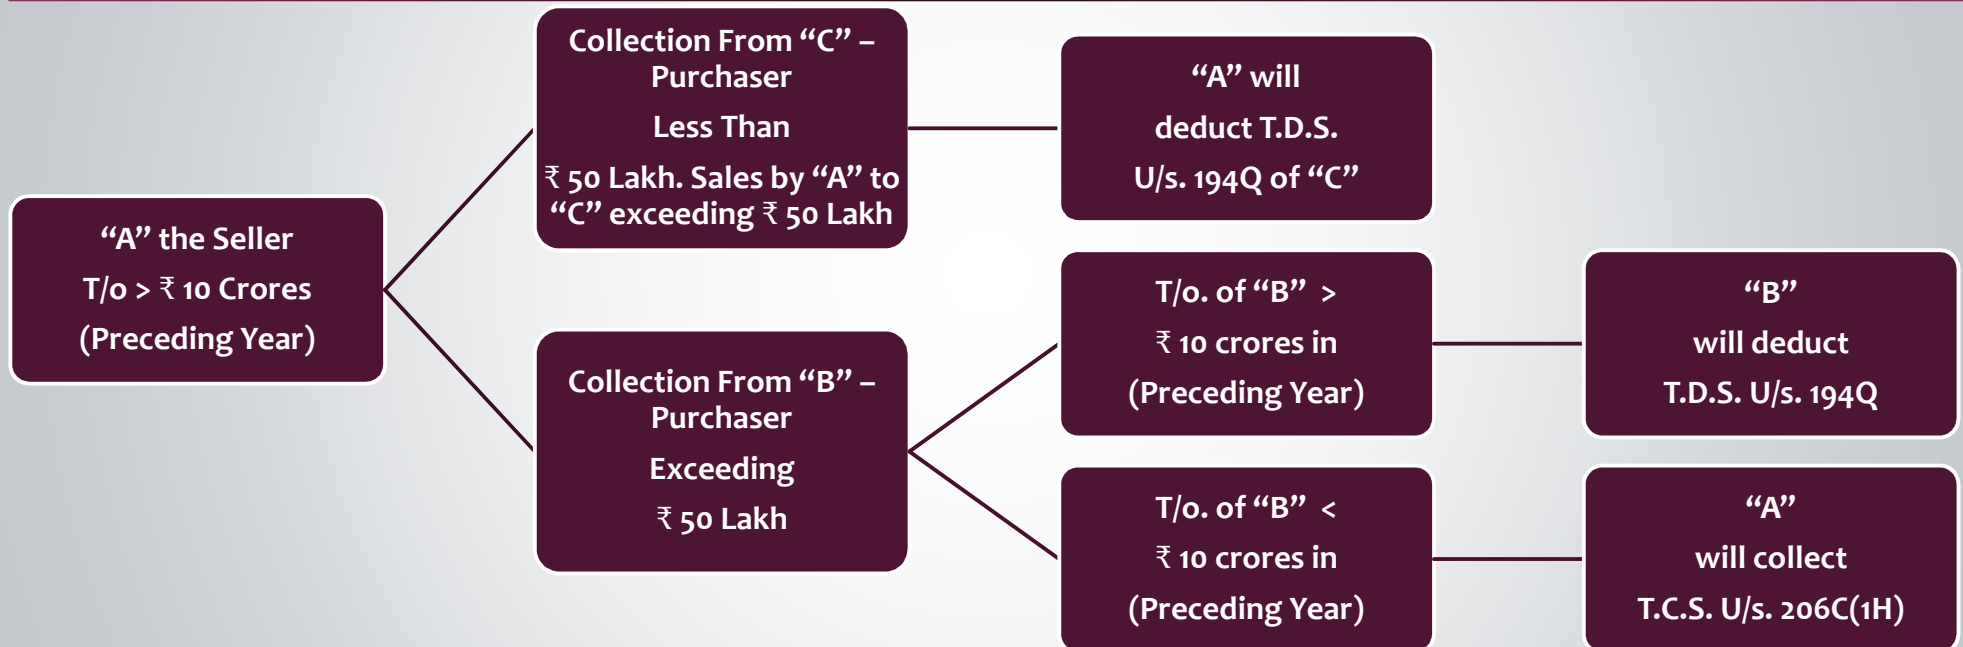 “A” the Seller
T/o > ₹ 10 Crores
(Preceding Year)
Collection From “C” –
Purchaser
Less Than
₹ 50 Lakh. Sales by “A” to
“C” exceeding ₹ 50 Lakh
“A” will
deduct T.D.S.
U/s. 194Q of “C”
Collection From “B” –
Purchaser
Exceeding
₹ 50 Lakh
T/o. of “B” >
₹ 10 crores in
(Preceding Year)
“B”
will deduct
T.D.S. U/s. 194Q
T/o. of “B” <
₹ 10 crores in
(Preceding Year)
“A”
will collect
T.C.S. U/s. 206C(1H)